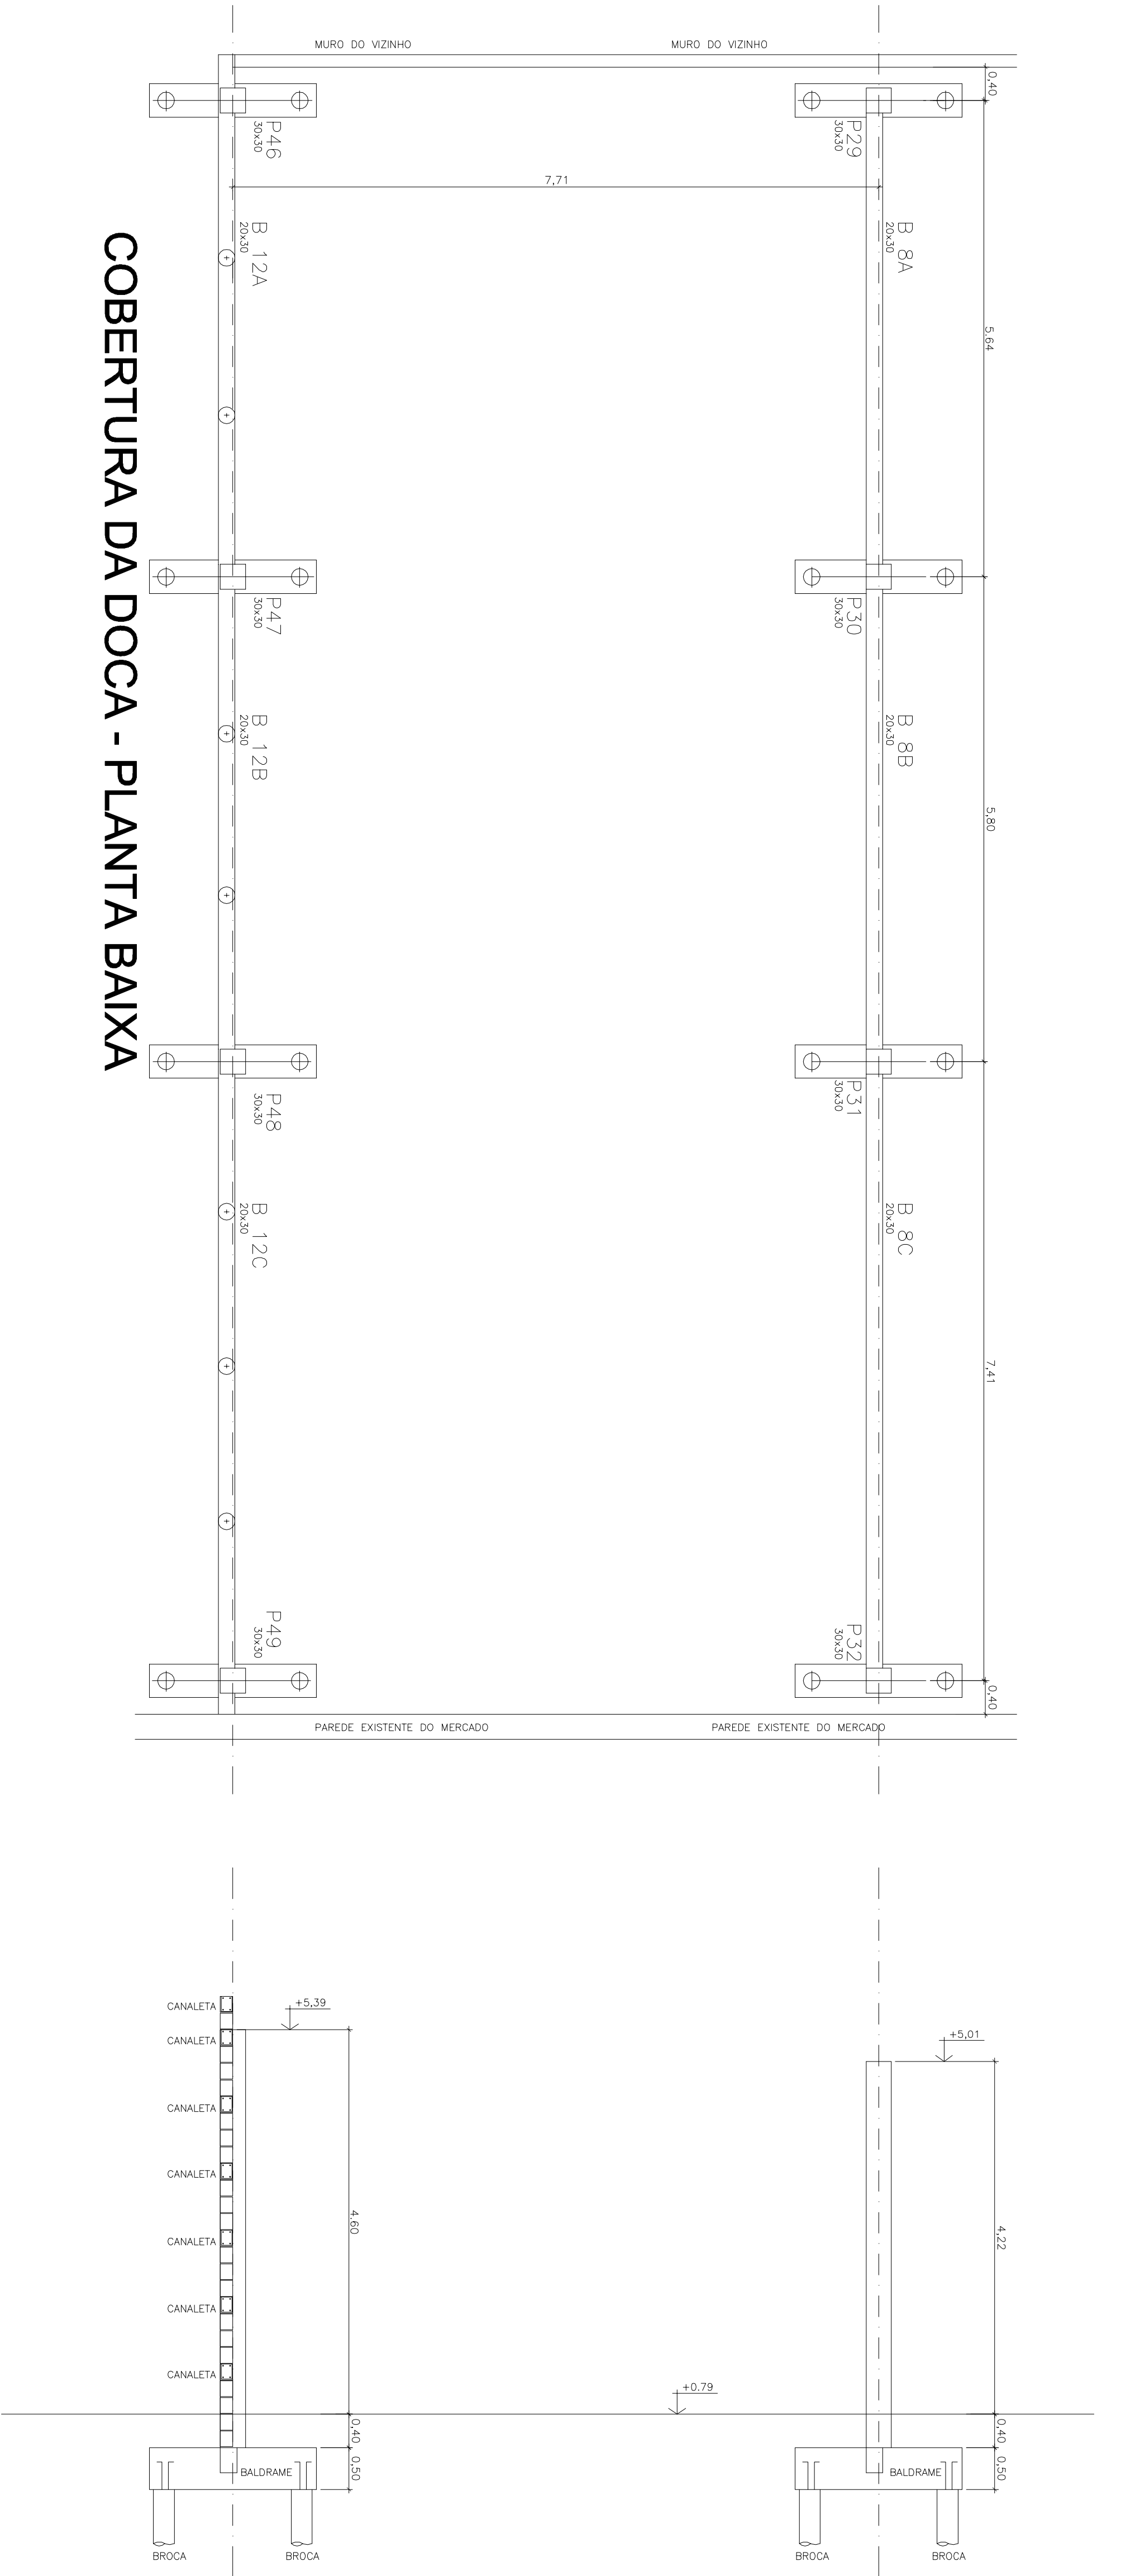 MURO DO VIZINHO
MURO DO VIZINHO
0,40
P46
30x30
P29
30x30
7,71
B 12A
20x30
B 8A
20x30
5,64
COBERTURA DA DOCA - PLANTA BAIXA
P47
30x30
P30
30x30
B 12B
20x30
B 8B
20x30
5,80
P48
30x30
P31
30x30
B 12C
20x30
B 8C
20x30
7,41
P49
30x30
P32
30x30
0,40
PAREDE EXISTENTE DO MERCADO
PAREDE EXISTENTE DO MERCADO
CANALETA
+5,39
CANALETA
+5,01
CANALETA
CANALETA
4.60
4,22
CANALETA
CANALETA
CANALETA
+0.79
0,40
0,40
0,50
0,50
BALDRAME
BALDRAME
BROCA
BROCA
BROCA
BROCA